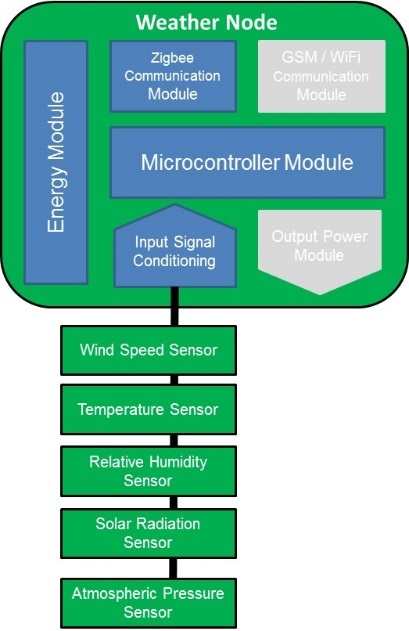 Weather Node
Energy Module
Zigbee
Communication
Module
GSM / WiFi
Communication
Module
Microcontroller Module
Input Signal
Conditioning
Output Power
Module
Wind Speed Sensor
Temperature Sensor
Relative Humidity
Sensor
Solar Radiation
Sensor
Atmospheric Pressure
Sensor